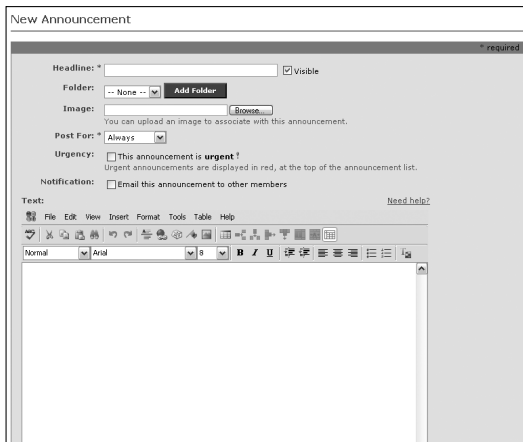 New Announcement
* required
Headline: * Visible
Folder: -- None -- Add Folder
Image: Browse...
You can upload an image to associate with this announcement.
Post For: * Always
Urgency: This announcement is urgent !
Urgent announcements are displayed in red, at the top of the announcement list.
Notification: Email this announcement to other members
Text: Need help?
File Edit View Insert Format Tools Table Help
Normal Arial 8 B I U